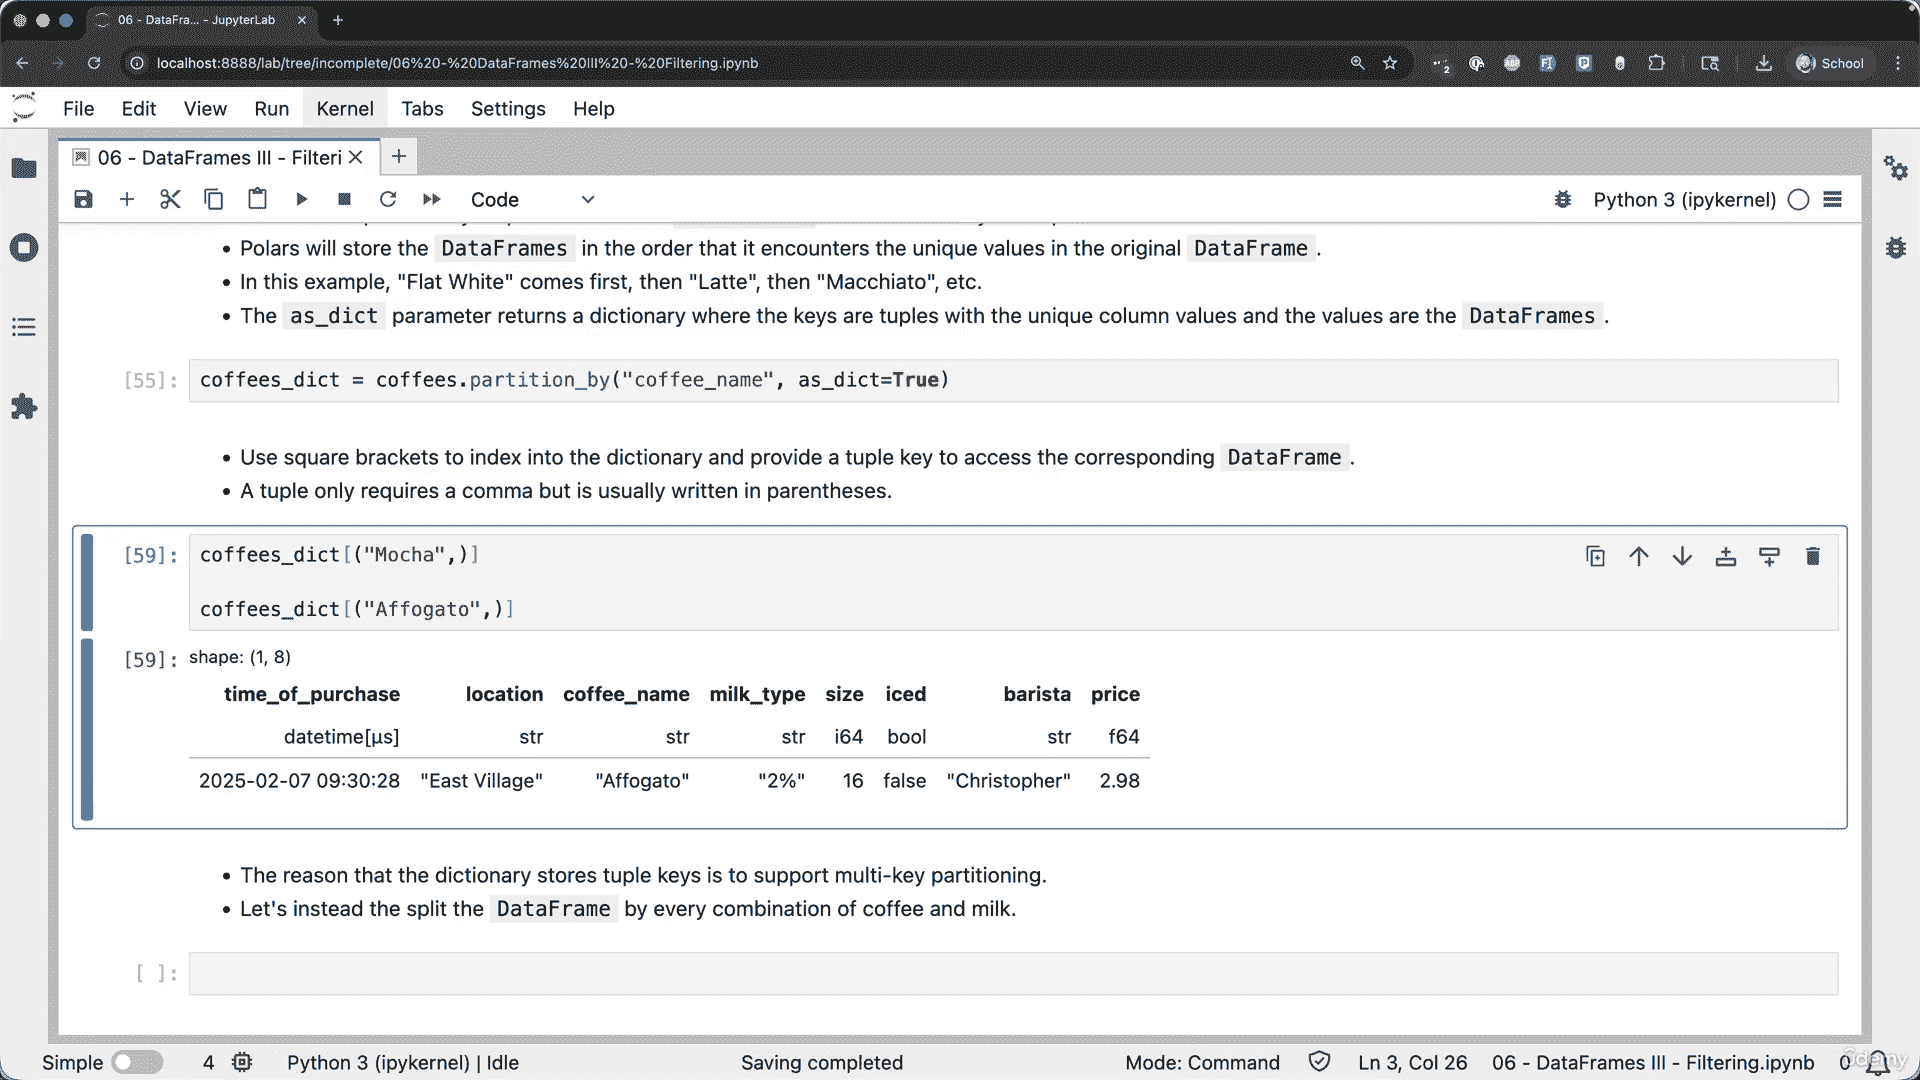 06 - DataFra... - JupyterLab
localhost:8888/lab/tree/incomplete/06%20-%20DataFrames%20III%20-%20Filtering.ipynb
2
ABP
School
File Edit View Run Kernel Tabs Settings Help
06 - DataFrames III - Filteri
Code
Python 3 (ipykernel)
• Polars will store the DataFrames in the order that it encounters the unique values in the original DataFrame .
• In this example, "Flat White" comes first, then "Latte", then "Macchiato", etc.
• The as_dict parameter returns a dictionary where the keys are tuples with the unique column values and the values are the DataFrames .
[55]: coffees_dict = coffees.partition_by("coffee_name", as_dict=True)
• Use square brackets to index into the dictionary and provide a tuple key to access the corresponding DataFrame .
• A tuple only requires a comma but is usually written in parentheses.
[59]: coffees_dict[("Mocha",)]
coffees_dict[("Affogato",)]
[59]: shape: (1, 8)
time_of_purchase location coffee_name milk_type size iced barista price
datetime[μs] str str str i64 bool str f64
2025-02-07 09:30:28 "East Village" "Affogato" "2%" 16 false "Christopher" 2.98
• The reason that the dictionary stores tuple keys is to support multi-key partitioning.
• Let's instead the split the DataFrame by every combination of coffee and milk.
[ ]:
Simple 4 Python 3 (ipykernel) | Idle Saving completed Mode: Command Ln 3, Col 26 06 - DataFrames III - Filtering.ipynb 0
Udemy